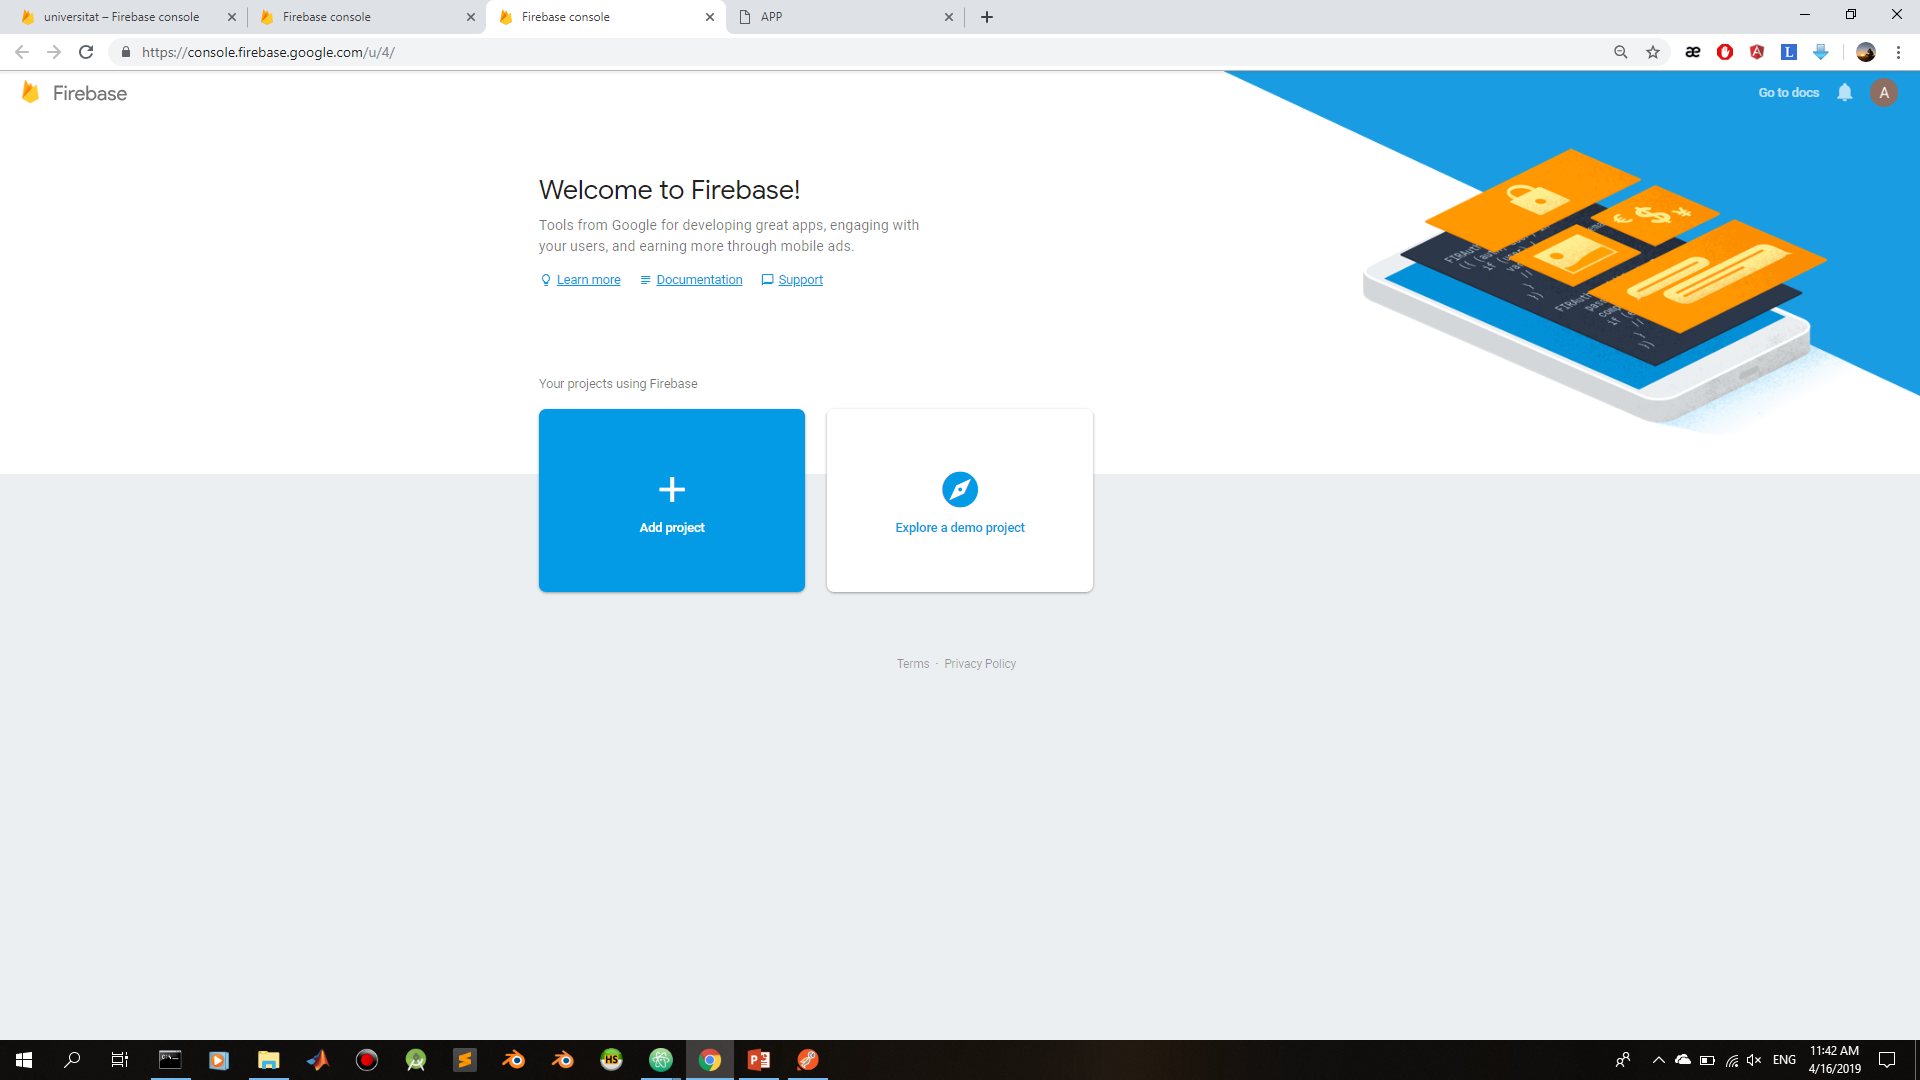 universitat – Firebase console
Firebase console
Firebase console
APP
https://console.firebase.google.com/u/4/
Firebase
Go to docs
A
Welcome to Firebase!
Tools from Google for developing great apps, engaging with
your users, and earning more through mobile ads.
Learn more
Documentation
Support
Your projects using Firebase
Add project
Explore a demo project
Terms · Privacy Policy
ENG
11:42 AM
4/16/2019